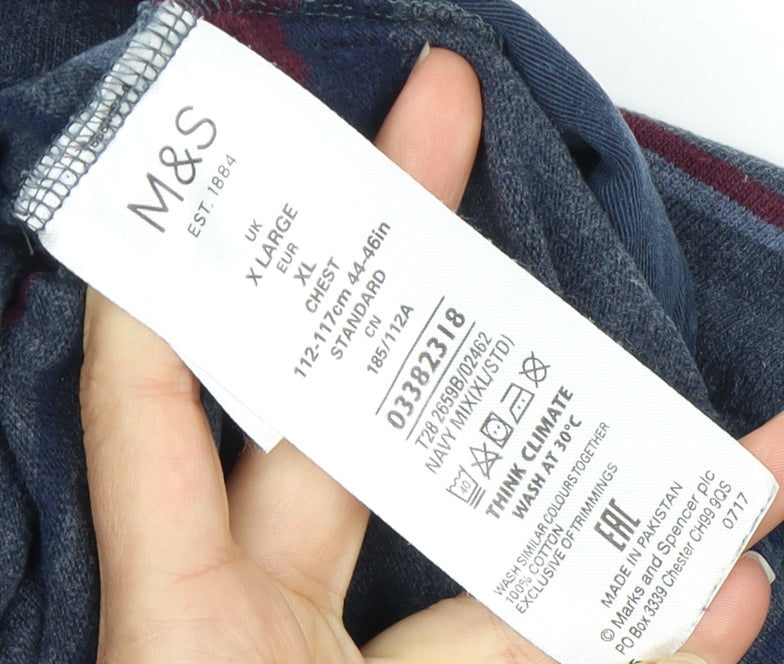 M&S
EST. 1884
UK
X LARGE
EUR
XL
CHEST
112-117cm 44-46in
STANDARD
CN
185/112A
03382318
T28 2659B/02462
NAVY MIX(XL/STD)
40
THINK CLIMATE
WASH AT 30°C
WASH SIMILAR COLOURS TOGETHER
100% COTTON
EXCLUSIVE OF TRIMMINGS
EAC
MADE IN PAKISTAN
© Marks and Spencer plc
PO Box 3339 Chester CH99 9QS
0717